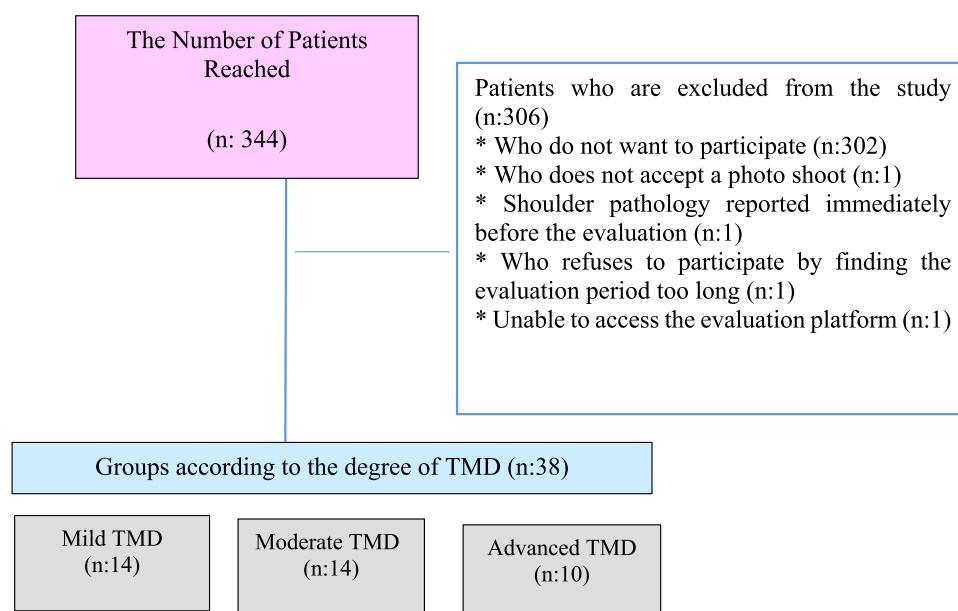 The Number of Patients
Reached
(n: 344)
Patients who are excluded from the study
(n:306)
* Who do not want to participate (n:302)
* Who does not accept a photo shoot (n:1)
* Shoulder pathology reported immediately
before the evaluation (n:1)
* Who refuses to participate by finding the
evaluation period too long (n:1)
* Unable to access the evaluation platform (n:1)
Groups according to the degree of TMD (n:38)
Mild TMD
(n:14)
Moderate TMD
(n:14)
Advanced TMD
(n:10)